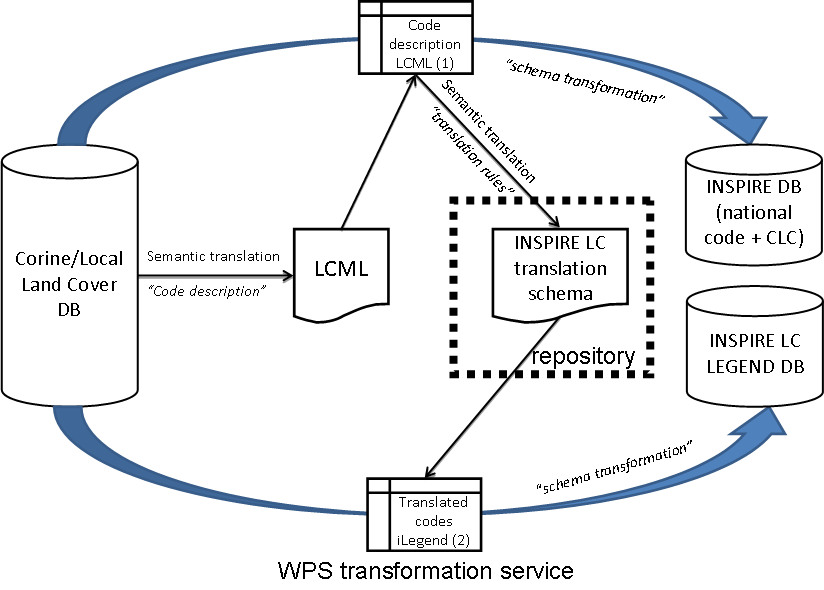 Code
description
LCML (1)
"schema transformation"
Semantic translation
"translation rules"
INSPIRE DB
(national
code + CLC)
Corine/Local
Land Cover
DB
Semantic translation
"Code description"
LCML
INSPIRE LC
translation
schema
repository
INSPIRE LC
LEGEND DB
"schema transformation"
Translated
codes
iLegend (2)
WPS transformation service